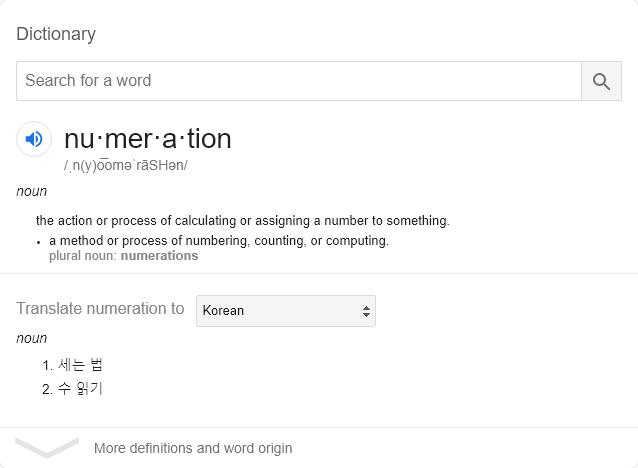 Dictionary
Search for a word
nu·mer·a·tion
/ˌn(y)o͞oməˈrāSHən/
noun
the action or process of calculating or assigning a number to something.
• a method or process of numbering, counting, or computing.
plural noun: numerations
Translate numeration to Korean
noun
1. 세는 법
2. 수 읽기
More definitions and word origin